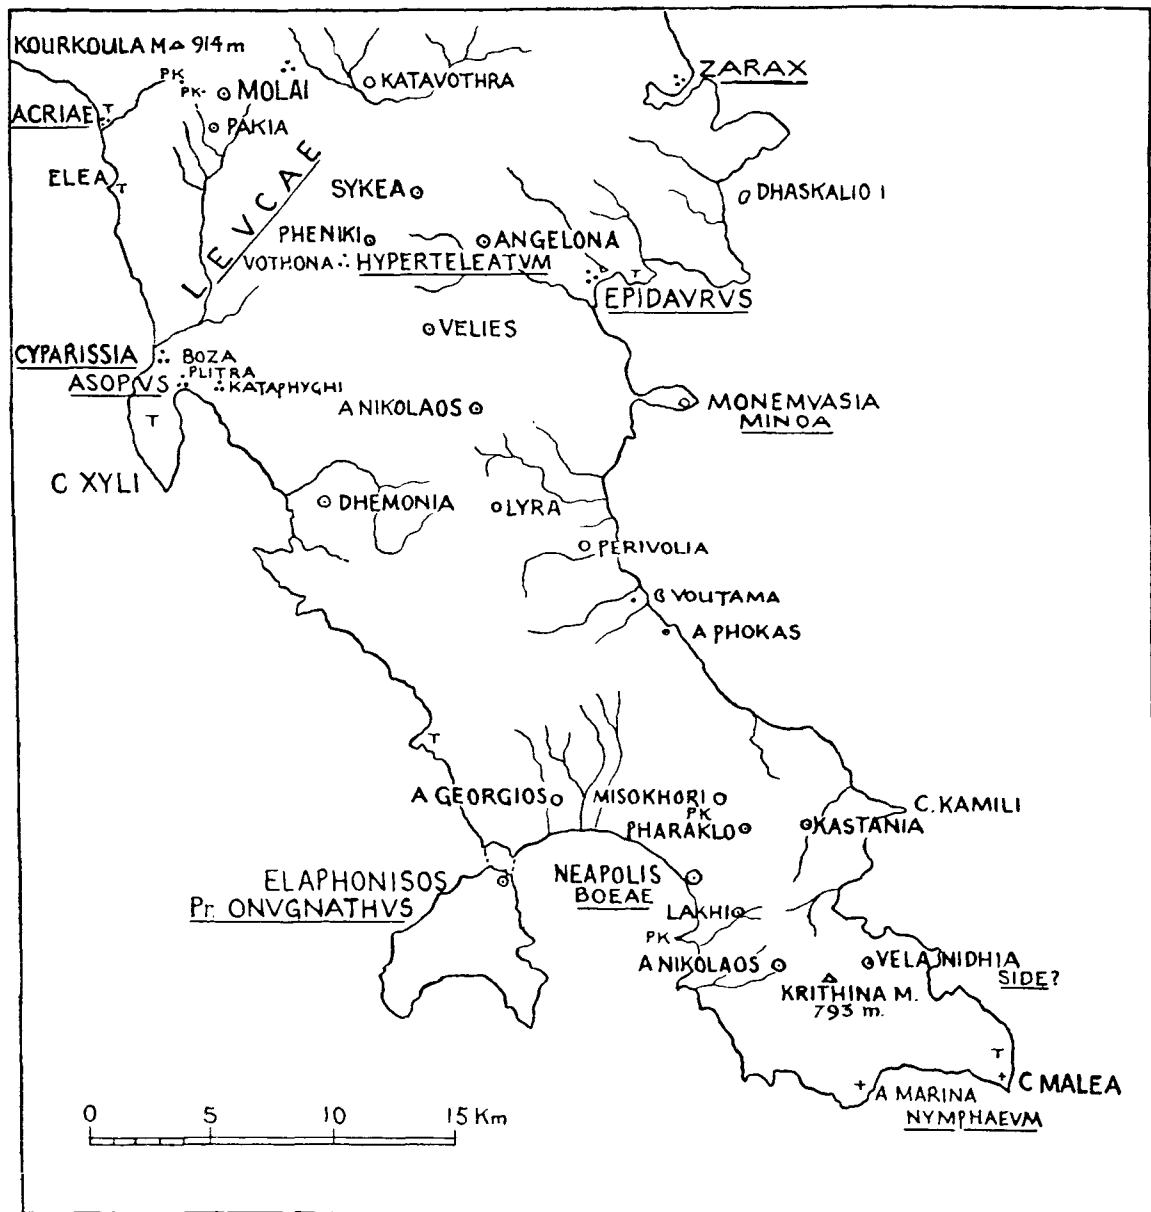 KOURKOULA M 914 m
PK
PK
MOLAI
KATAVOTHRA
ZARAX
ACRIAE
T
PAKIA
ELEA
T
LEVCAE
SYKEA
DHASKALIO I
PHENIKI
ANGELONA
VOTHONA
HYPERTELEATVM
T
EPIDAVRVS
VELIES
CYPARISSIA
BOZA
PLITRA
ASOPVS
KATAPHYGHI
T
A NIKOLAOS
MONEMVASIA
MINOA
C XYLI
DHEMONIA
LYRA
PERIVOLIA
VOUTAMA
A PHOKAS
T
A GEORGIOS
MISOKHORI
PK
C. KAMILI
PHARAKLO
KASTANIA
ELAPHONISOS
Pr. ONVGNATHVS
NEAPOLIS
BOEAE
LAKHI
PK
A NIKOLAOS
VELANIDHIA
SIDE?
KRITHINA M.
793 m.
T
C MALEA
A MARINA
NYMPHAEVM
0 5 10 15 Km